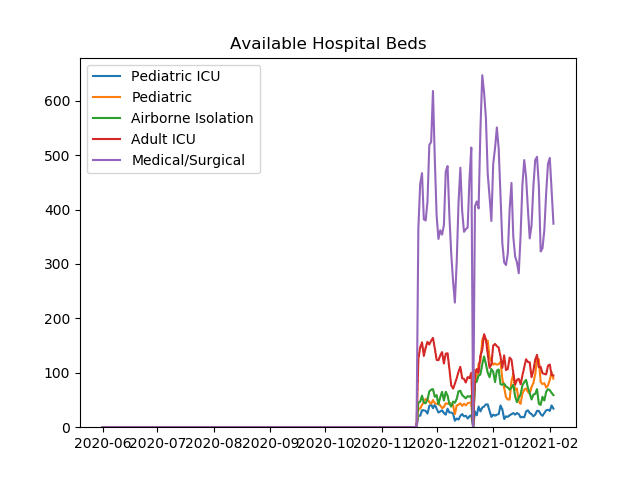 Available Hospital Beds
Pediatric ICU
Pediatric
Airborne Isolation
Adult ICU
Medical/Surgical
600
500
400
300
200
100
0
2020-06 2020-07 2020-08 2020-09 2020-10 2020-11 2020-12 2021-01 2021-02